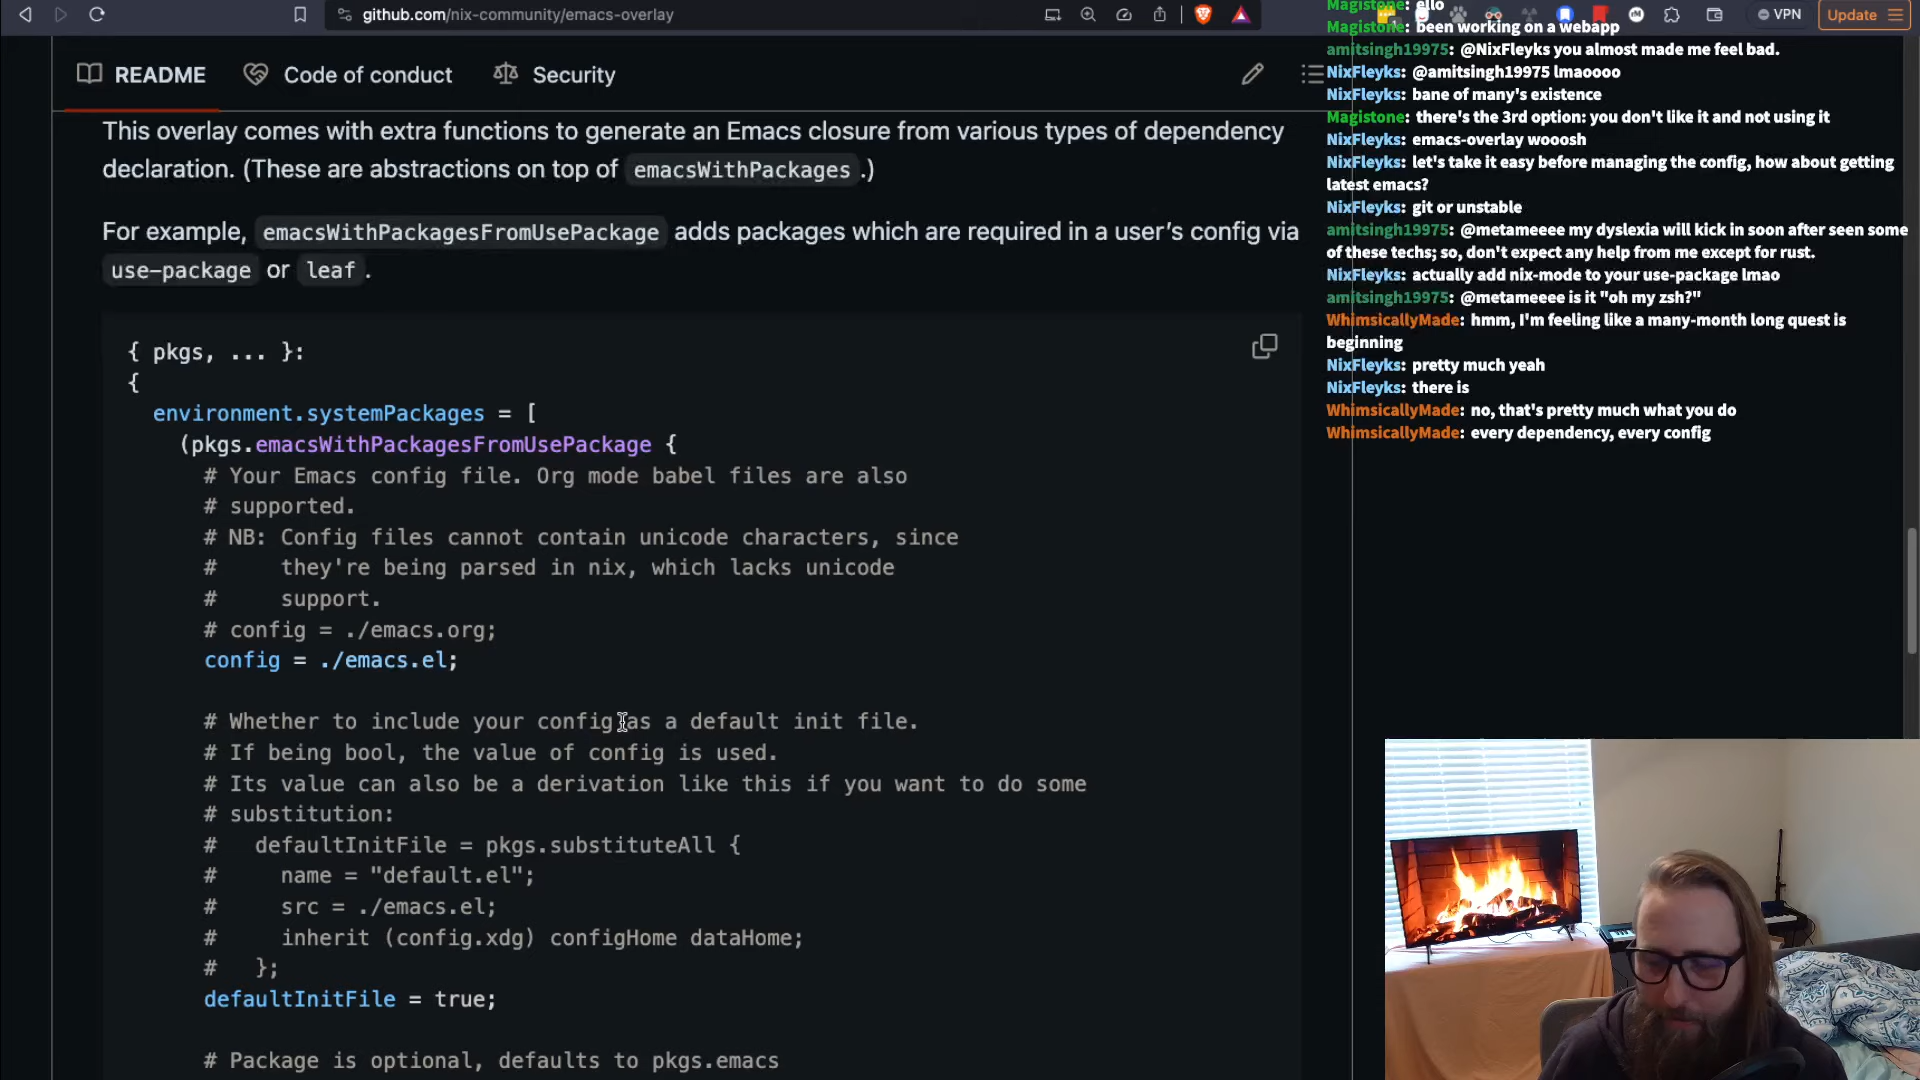 github.com/nix-community/emacs-overlay
VPN
Update
README
Code of conduct
Security
This overlay comes with extra functions to generate an Emacs closure from various types of dependency
declaration. (These are abstractions on top of emacsWithPackages .)
For example, emacsWithPackagesFromUsePackage adds packages which are required in a user's config via
use-package or leaf .
{ pkgs, ... }:
{
environment.systemPackages = [
(pkgs.emacsWithPackagesFromUsePackage {
# Your Emacs config file. Org mode babel files are also
# supported.
# NB: Config files cannot contain unicode characters, since
#     they're being parsed in nix, which lacks unicode
#     support.
# config = ./emacs.org;
config = ./emacs.el;
# Whether to include your config as a default init file.
# If being bool, the value of config is used.
# Its value can also be a derivation like this if you want to do some
# substitution:
#   defaultInitFile = pkgs.substituteAll {
#     name = "default.el";
#     src = ./emacs.el;
#     inherit (config.xdg) configHome dataHome;
#   };
defaultInitFile = true;
# Package is optional, defaults to pkgs.emacs
Magistone: ello
Magistone: been working on a webapp
amitsingh19975: @NixFleyks you almost made me feel bad.
NixFleyks: @amitsingh19975 lmaoooo
NixFleyks: bane of many's existence
Magistone: there's the 3rd option: you don't like it and not using it
NixFleyks: emacs-overlay wooosh
NixFleyks: let's take it easy before managing the config, how about getting
latest emacs?
NixFleyks: git or unstable
amitsingh19975: @metameeee my dyslexia will kick in soon after seen some
of these techs; so, don't expect any help from me except for rust.
NixFleyks: actually add nix-mode to your use-package lmao
amitsingh19975: @metameeee is it "oh my zsh?"
WhimsicallyMade: hmm, I'm feeling like a many-month long quest is
beginning
NixFleyks: pretty much yeah
NixFleyks: there is
WhimsicallyMade: no, that's pretty much what you do
WhimsicallyMade: every dependency, every config